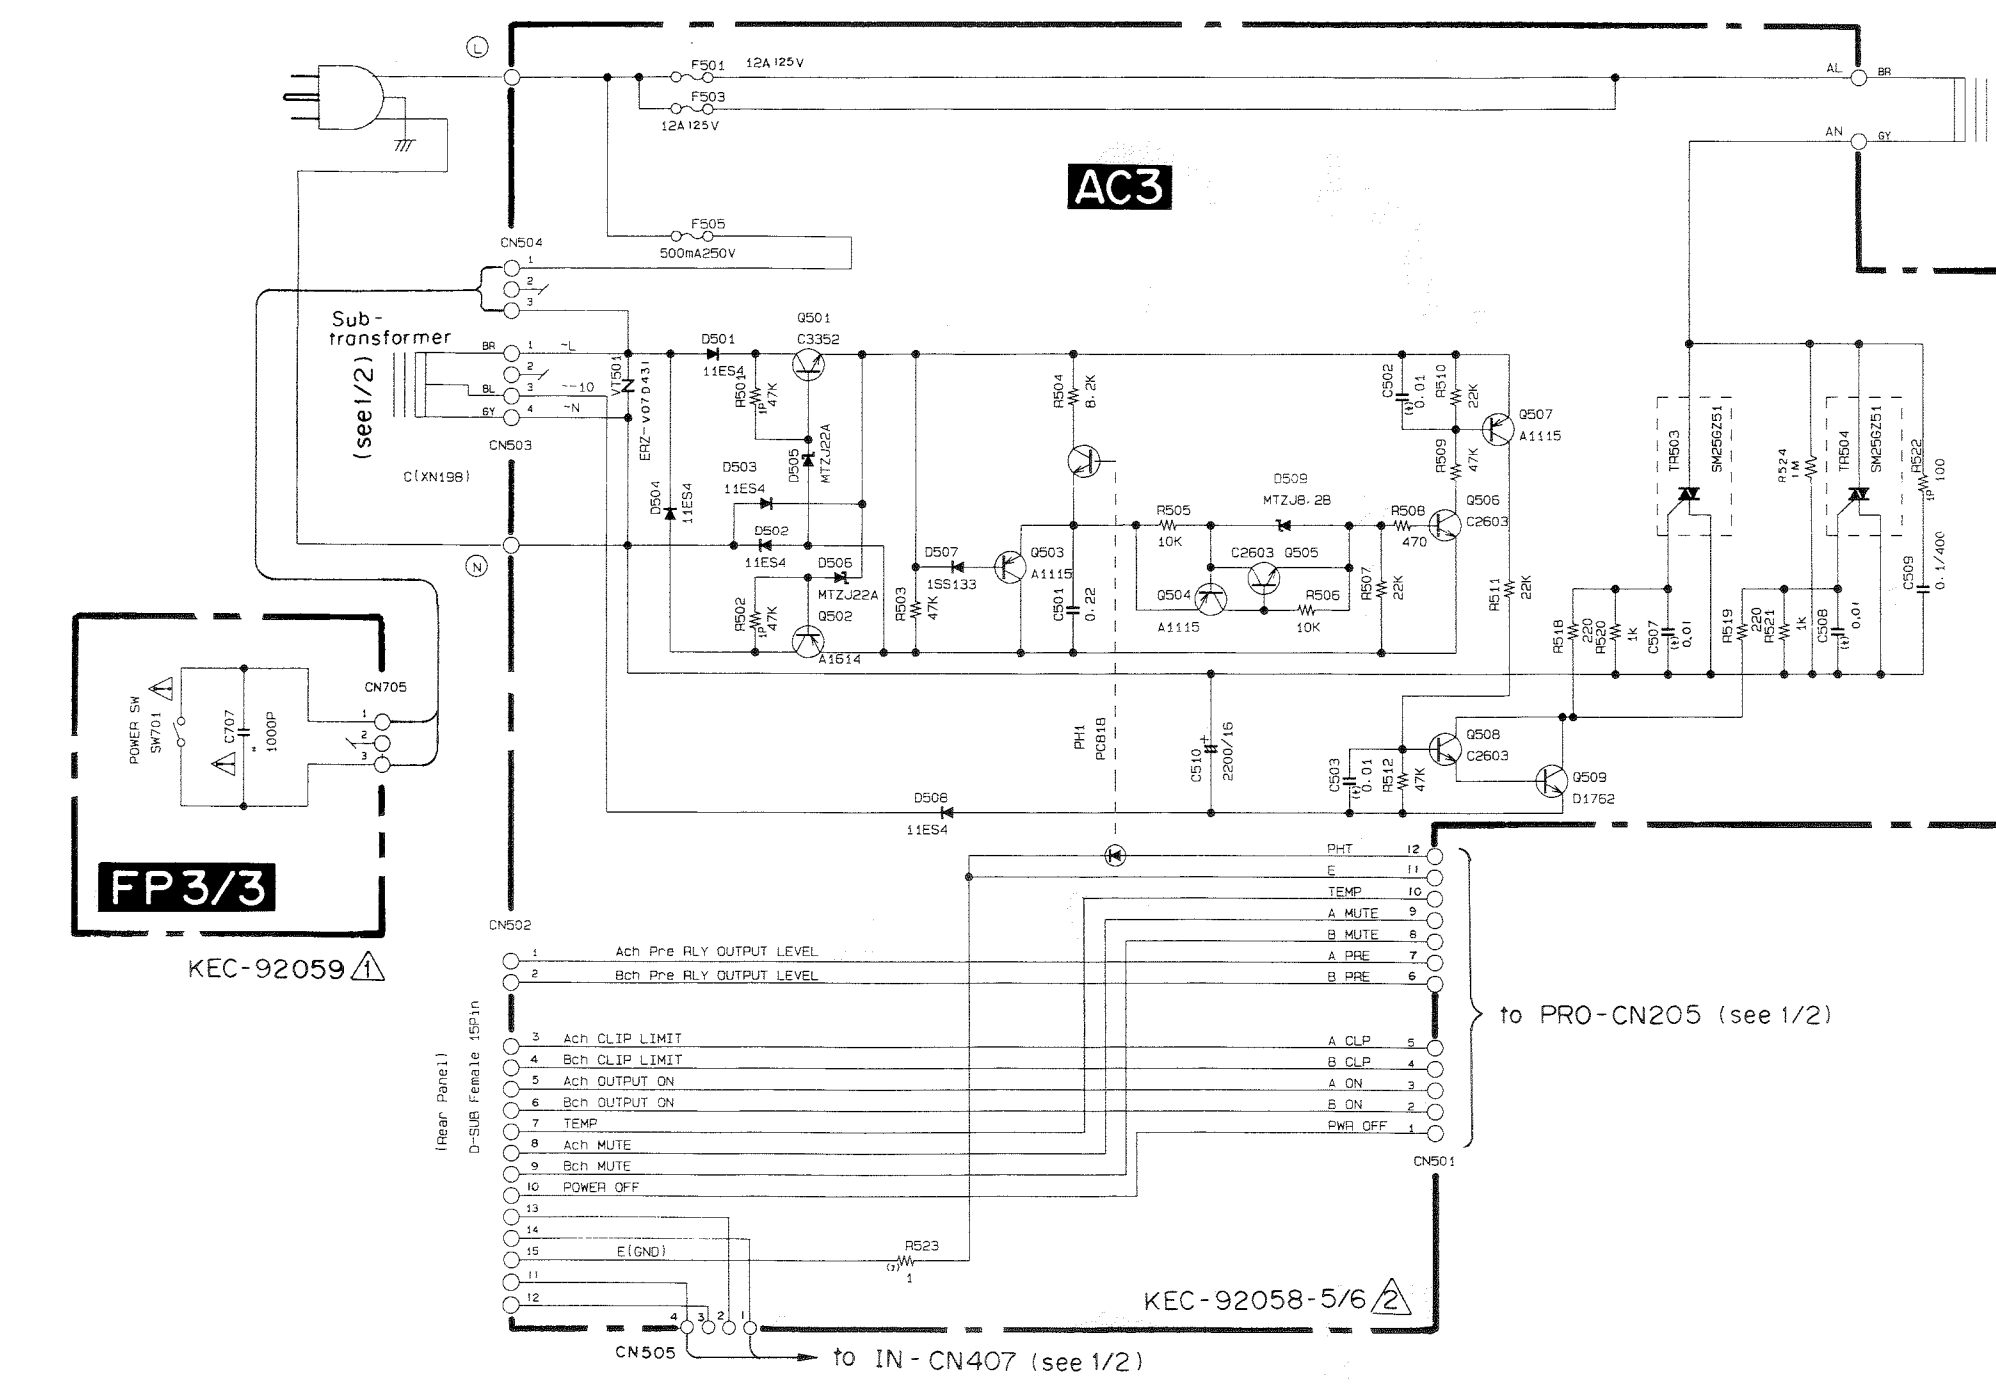 L
F501 12A 125V
F503
12A 125V
AL BR
AN GY
AC3
F505
500mA250V
CN504
1
2
3
Sub-
transformer
(see1/2)
BR 1 ~L
2
BL 3 ~-10
GY 4 ~N
CN503
C(XN198)
VT501
ERZ-V07D431
D501
11ES4
Q501
C3352
R501
1P 47K
D505
MTZJ22A
D503
11ES4
D504
11ES4
D502
11ES4
D506
MTZJ22A
R502
1P 47K
Q502
A1614
N
R503
47K
D507
1SS133
Q503
A1115
R504
8.2K
C501
0.22
R505
10K
D509
MTZJ8.2B
C2603 Q505
Q504
A1115
R506
10K
R507
22K
R508
470
Q506
C2603
C502
0.01
R510
22K
R509
47K
Q507
A1115
R511
22K
TR503
SM25GZ51
R524
1M
TR504
SM25GZ51
R522
1P 100
C509
0.1/400
R518
220
R520
1k
C507
0.01
R519
220
R521
1k
C508
0.01
PH1
PC818
C510
+
2200/16
C503
0.01
R512
47K
Q508
C2603
Q509
D1762
D508
11ES4
POWER SW
SW701
C707
1000P
CN705
1
2
3
FP3/3
KEC-92059 1
PHT 12
E 11
TEMP 10
A MUTE 9
B MUTE 8
A PRE 7
B PRE 6
A CLP 5
B CLP 4
A ON 3
B ON 2
PWR OFF 1
CN501
to PRO-CN205 (see 1/2)
CN502
1 Ach Pre RLY OUTPUT LEVEL
2 Bch Pre RLY OUTPUT LEVEL
3 Ach CLIP LIMIT
4 Bch CLIP LIMIT
5 Ach OUTPUT ON
6 Bch OUTPUT ON
7 TEMP
8 Ach MUTE
9 Bch MUTE
10 POWER OFF
13
14
15 E(GND)
11
12
(Rear Panel)
D-SUB Female 15Pin
R523
1
4 3 2 1
CN505
to IN-CN407 (see 1/2)
KEC-92058-5/6 2